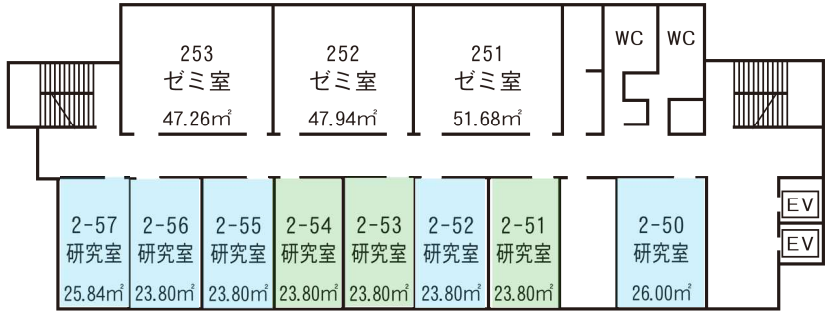 WC
WC
253
ゼミ室
47.26㎡
252
ゼミ室
47.94㎡
251
ゼミ室
51.68㎡
2-57
研究室
25.84㎡
2-56
研究室
23.80㎡
2-55
研究室
23.80㎡
2-54
研究室
23.80㎡
2-53
研究室
23.80㎡
2-52
研究室
23.80㎡
2-51
研究室
23.80㎡
2-50
研究室
26.00㎡
EV
EV